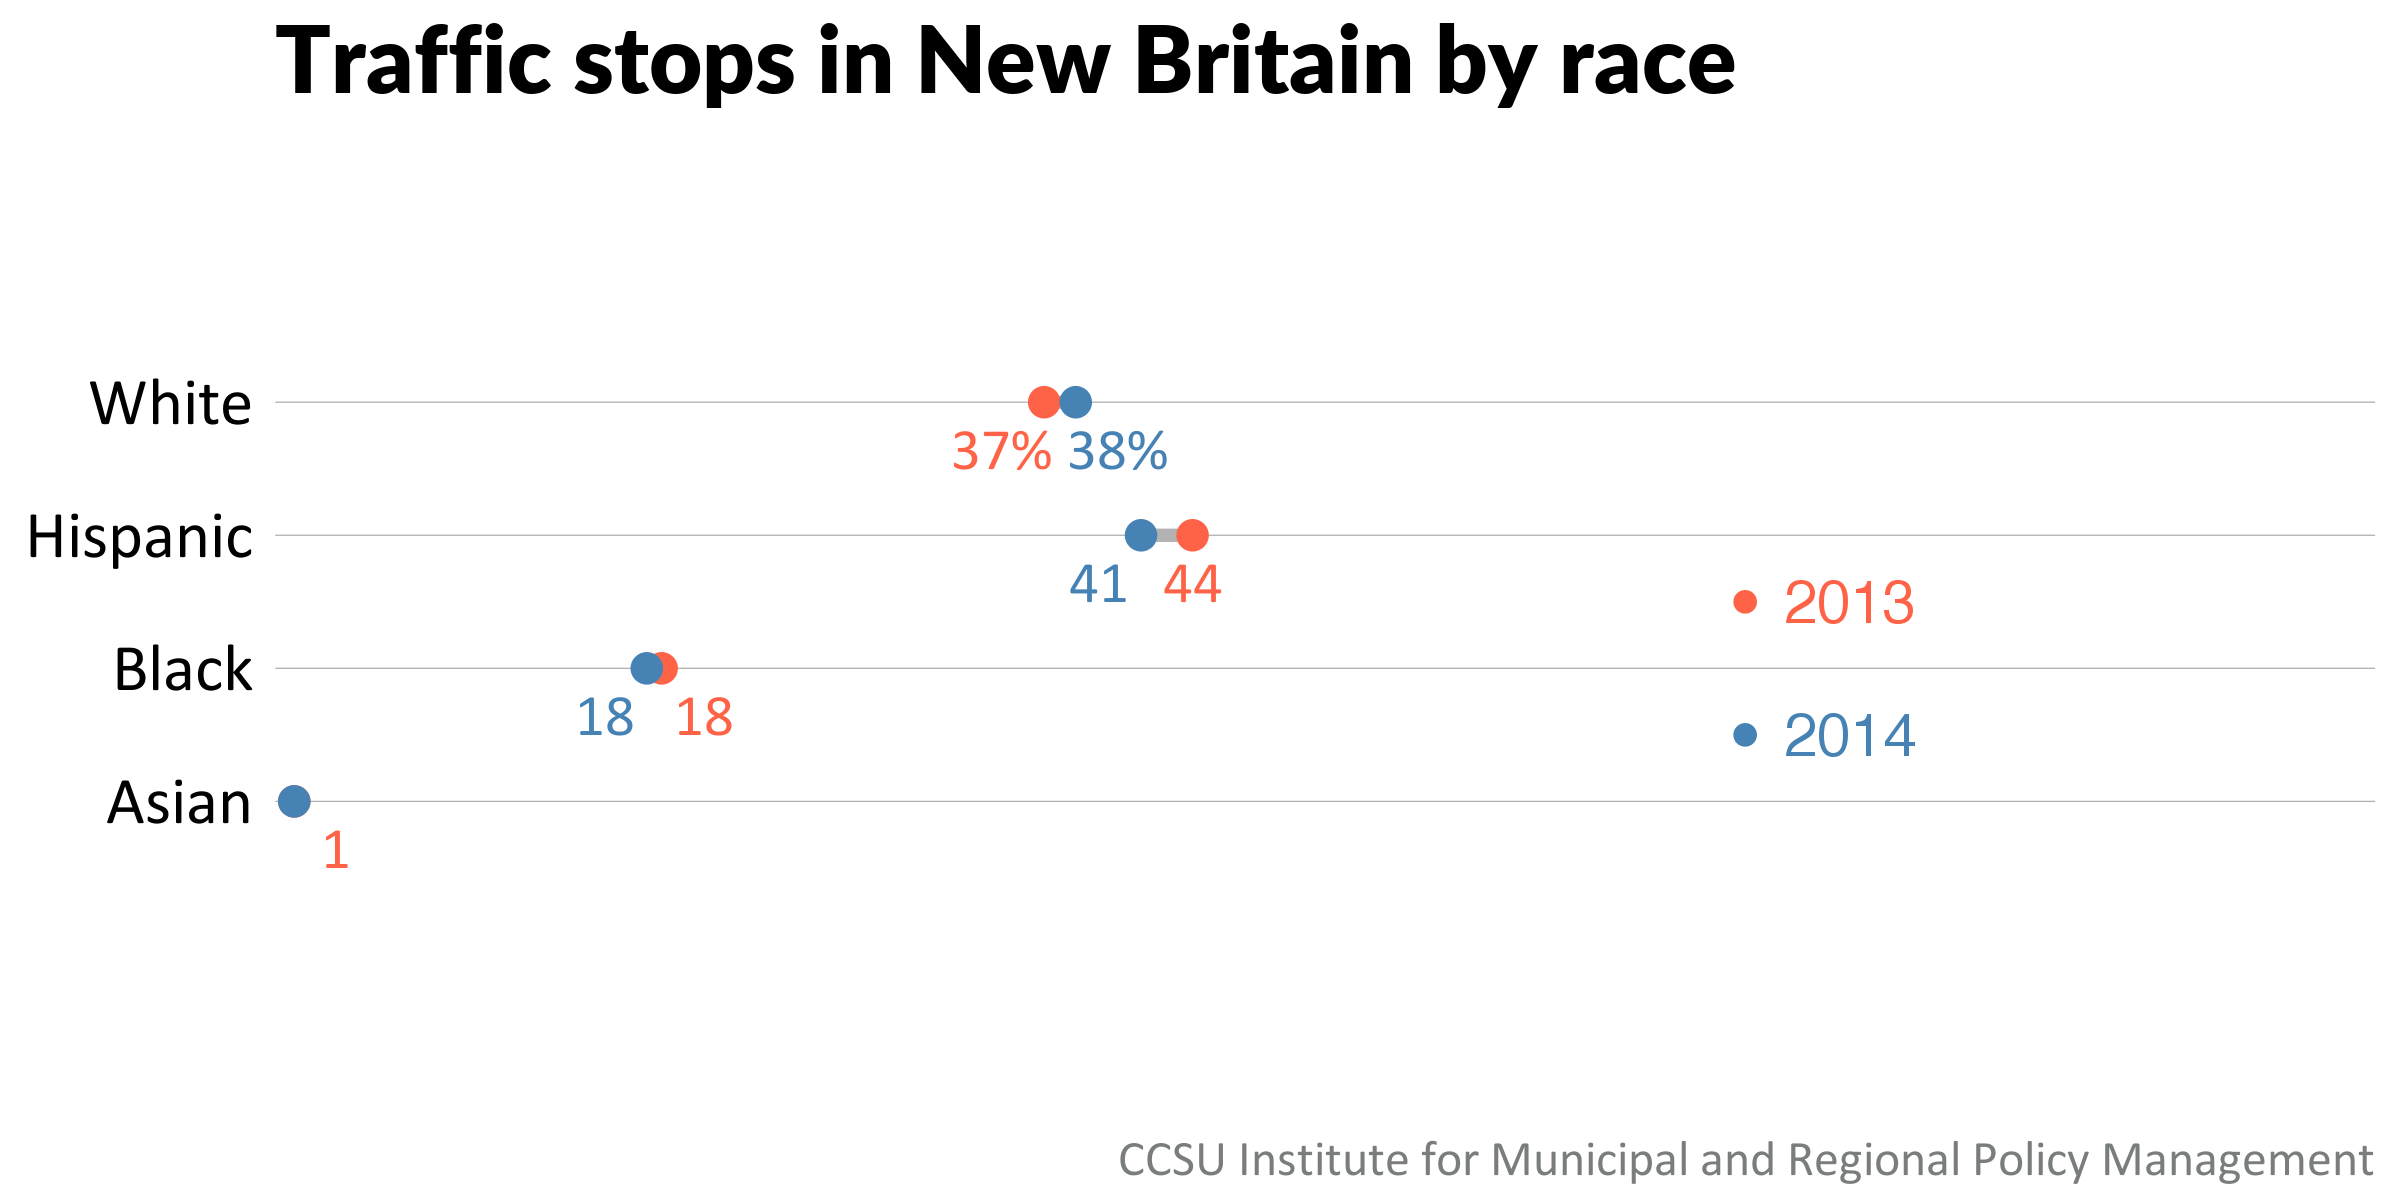 Traffic stops in New Britain by race
White
37% 38%
Hispanic
41 44
2013
Black
18 18
2014
Asian
1
CCSU Institute for Municipal and Regional Policy Management